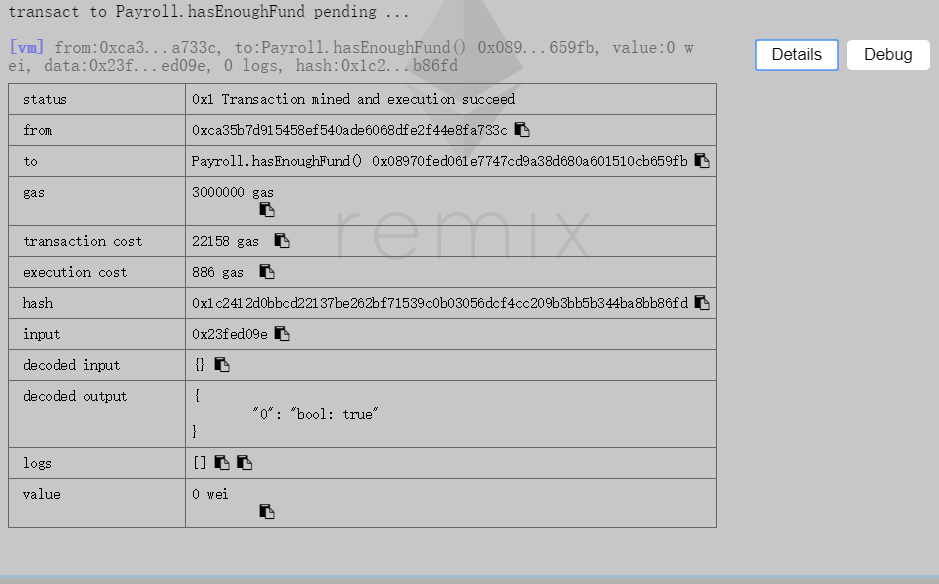 transact to Payroll.hasEnoughFund pending ...
[vm] from:0xca3...a733c, to:Payroll.hasEnoughFund() 0x089...659fb, value:0 w
ei, data:0x23f...ed09e, 0 logs, hash:0x1c2...b86fd
Details
Debug
status 0x1 Transaction mined and execution succeed
from 0xca35b7d915458ef540ade6068dfe2f44e8fa733c
to Payroll.hasEnoughFund() 0x08970fed061e7747cd9a38d680a601510cb659fb
gas 3000000 gas
transaction cost 22158 gas
execution cost 886 gas
hash 0x1c2412d0bbcd22137be262bf71539c0b03056dcf4cc209b3bb5b344ba8bb86fd
input 0x23fed09e
decoded input {}
decoded output {
"0": "bool: true"
}
logs []
value 0 wei
remix